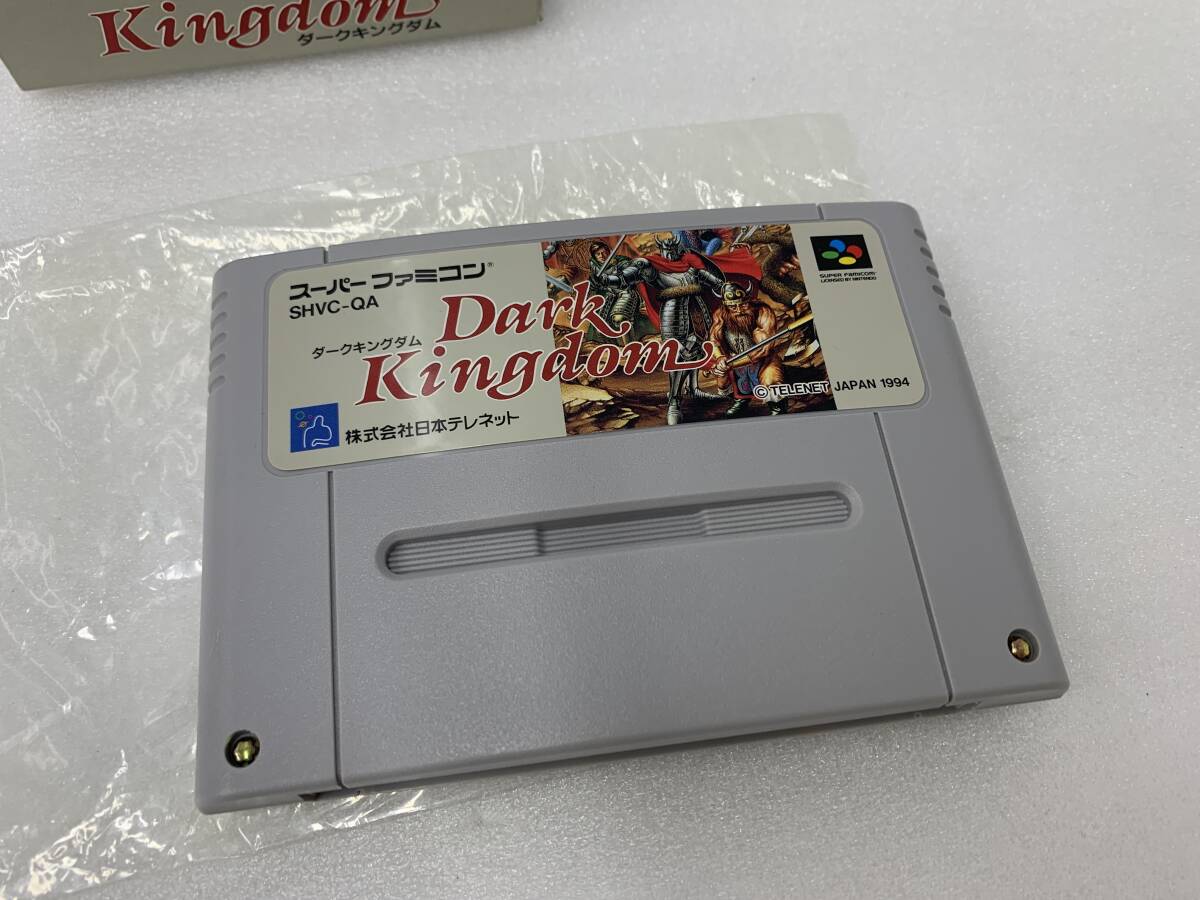 Kingdom
ダークキングダム
スーパーファミコン®
SHVC-QA
Dark
ダークキングダム
Kingdom
株式会社日本テレネット
SUPER FAMICOM
LICENSED BY NINTENDO
© TELENET JAPAN 1994